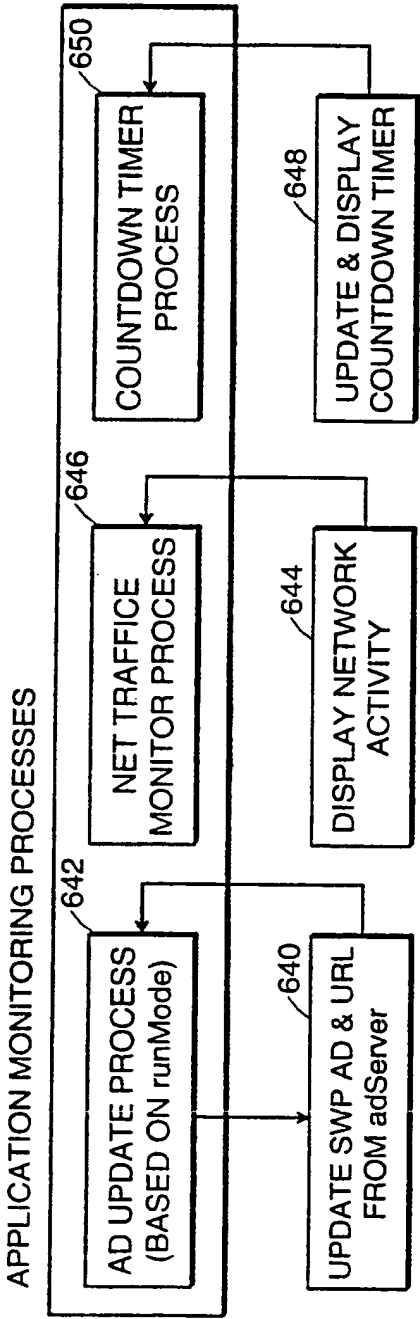 APPLICATION MONITORING PROCESSES
642
AD UPDATE PROCESS
(BASED ON runMode)
646
NET TRAFFICE
MONITOR PROCESS
650
COUNTDOWN TIMER
PROCESS
640
UPDATE SWP AD & URL
FROM adServer
644
DISPLAY NETWORK
ACTIVITY
648
UPDATE & DISPLAY
COUNTDOWN TIMER